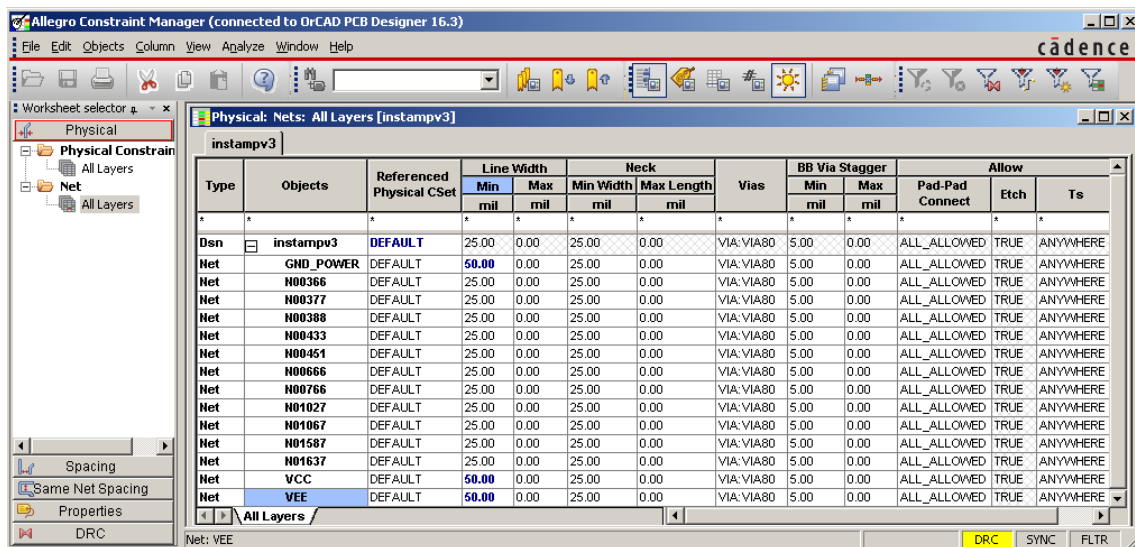 Allegro Constraint Manager (connected to OrCAD PCB Designer 16.3)
File Edit Objects Column View Analyze Window Help
cādence
Worksheet selector
Physical
Physical Constrain
All Layers
Net
All Layers
Spacing
Same Net Spacing
Properties
DRC
Physical: Nets: All Layers [instampv3]
instampv3
Type Objects Referenced Physical CSet Line Width Neck Vias BB Via Stagger Allow
Min Max Min Width Max Length Min Max Pad-Pad Connect Etch Ts
mil mil mil mil mil mil
* * * * * * * * * * * * *
Dsn instampv3 DEFAULT 25.00 0.00 25.00 0.00 VIA:VIA80 5.00 0.00 ALL_ALLOWED TRUE ANYWHERE
Net GND_POWER DEFAULT 50.00 0.00 25.00 0.00 VIA:VIA80 5.00 0.00 ALL_ALLOWED TRUE ANYWHERE
Net N00366 DEFAULT 25.00 0.00 25.00 0.00 VIA:VIA80 5.00 0.00 ALL_ALLOWED TRUE ANYWHERE
Net N00377 DEFAULT 25.00 0.00 25.00 0.00 VIA:VIA80 5.00 0.00 ALL_ALLOWED TRUE ANYWHERE
Net N00388 DEFAULT 25.00 0.00 25.00 0.00 VIA:VIA80 5.00 0.00 ALL_ALLOWED TRUE ANYWHERE
Net N00433 DEFAULT 25.00 0.00 25.00 0.00 VIA:VIA80 5.00 0.00 ALL_ALLOWED TRUE ANYWHERE
Net N00451 DEFAULT 25.00 0.00 25.00 0.00 VIA:VIA80 5.00 0.00 ALL_ALLOWED TRUE ANYWHERE
Net N00666 DEFAULT 25.00 0.00 25.00 0.00 VIA:VIA80 5.00 0.00 ALL_ALLOWED TRUE ANYWHERE
Net N00766 DEFAULT 25.00 0.00 25.00 0.00 VIA:VIA80 5.00 0.00 ALL_ALLOWED TRUE ANYWHERE
Net N01027 DEFAULT 25.00 0.00 25.00 0.00 VIA:VIA80 5.00 0.00 ALL_ALLOWED TRUE ANYWHERE
Net N01067 DEFAULT 25.00 0.00 25.00 0.00 VIA:VIA80 5.00 0.00 ALL_ALLOWED TRUE ANYWHERE
Net N01587 DEFAULT 25.00 0.00 25.00 0.00 VIA:VIA80 5.00 0.00 ALL_ALLOWED TRUE ANYWHERE
Net N01637 DEFAULT 25.00 0.00 25.00 0.00 VIA:VIA80 5.00 0.00 ALL_ALLOWED TRUE ANYWHERE
Net VCC DEFAULT 50.00 0.00 25.00 0.00 VIA:VIA80 5.00 0.00 ALL_ALLOWED TRUE ANYWHERE
Net VEE DEFAULT 50.00 0.00 25.00 0.00 VIA:VIA80 5.00 0.00 ALL_ALLOWED TRUE ANYWHERE
All Layers
Net: VEE DRC SYNC FLTR